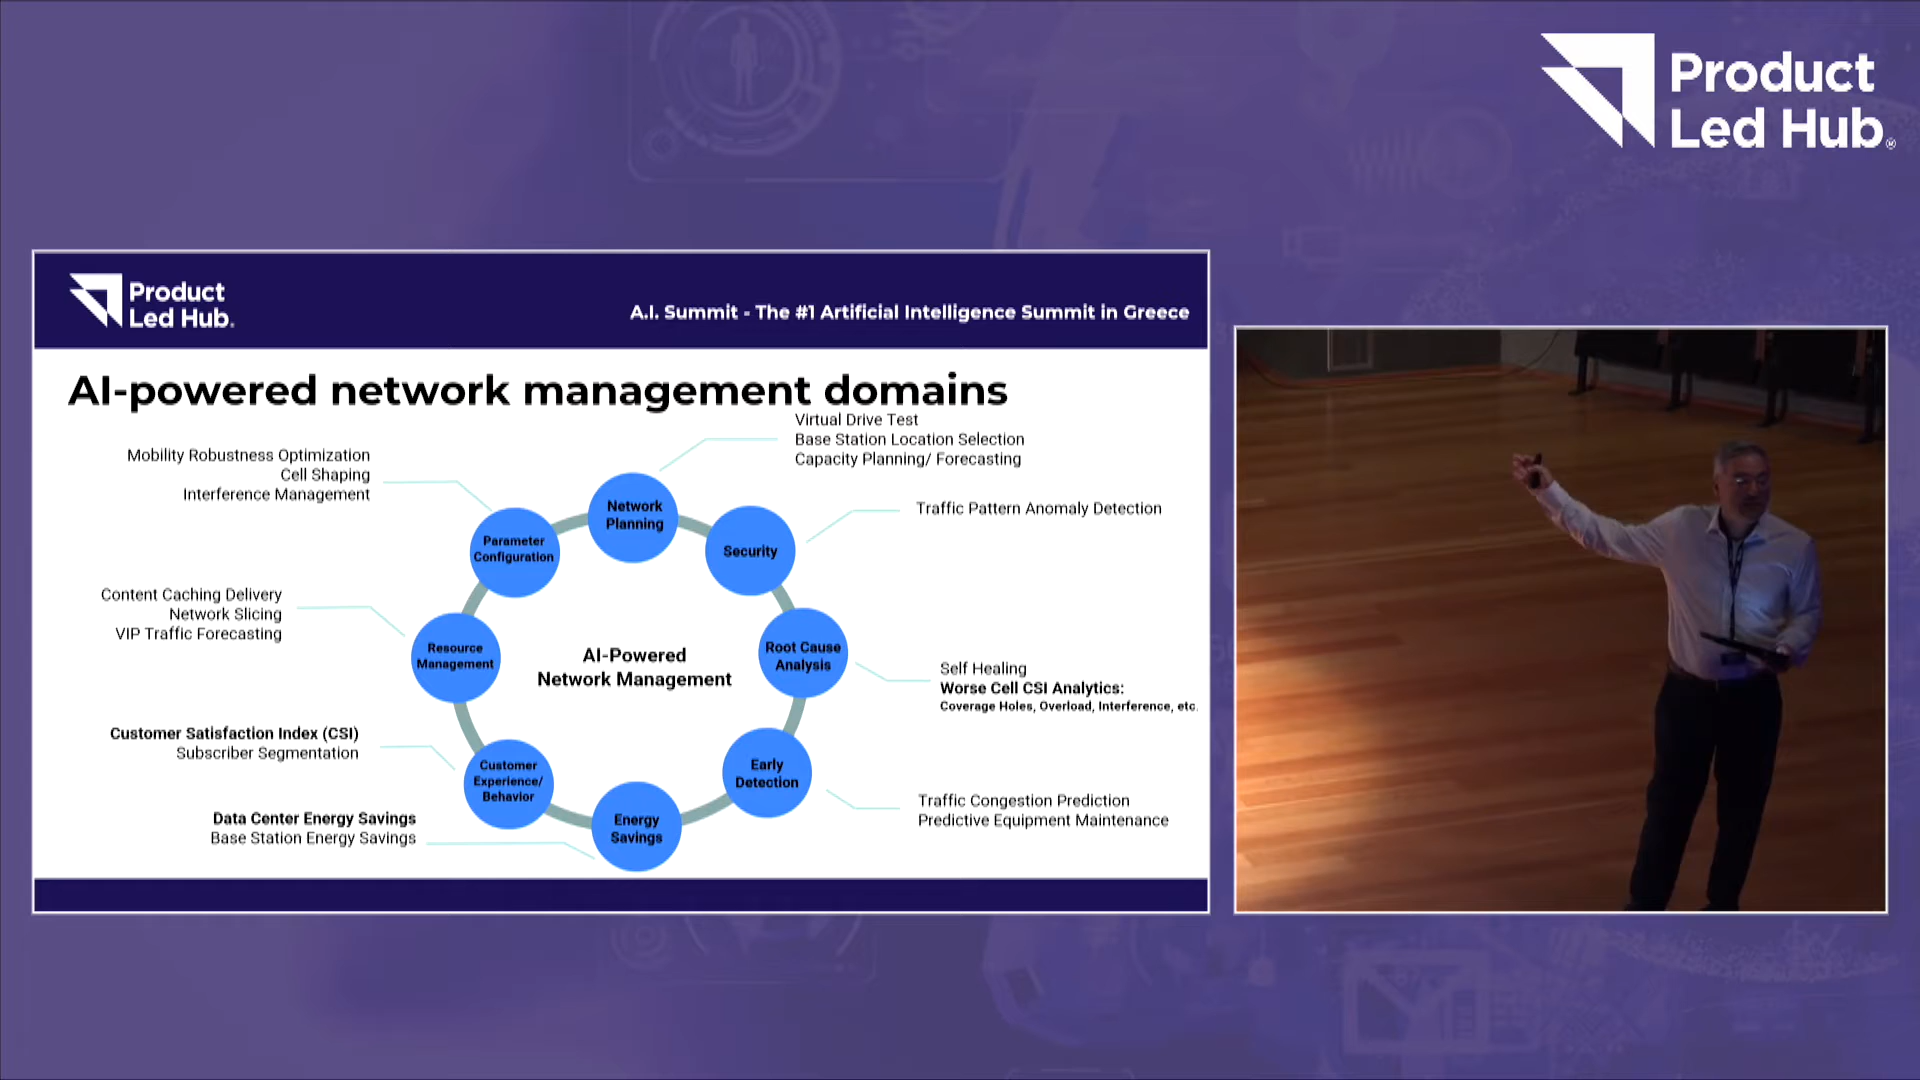 Product
Led Hub®
Product
Led Hub.
A.I. Summit - The #1 Artificial Intelligence Summit in Greece
AI-powered network management domains
Virtual Drive Test
Base Station Location Selection
Capacity Planning/ Forecasting
Mobility Robustness Optimization
Cell Shaping
Interference Management
Network
Planning
Traffic Pattern Anomaly Detection
Parameter
Configuration
Security
Content Caching Delivery
Network Slicing
VIP Traffic Forecasting
Resource
Management
AI-Powered
Network Management
Root Cause
Analysis
Self Healing
Worse Cell CSI Analytics:
Coverage Holes, Overload, Interference, etc.
Customer Satisfaction Index (CSI)
Subscriber Segmentation
Customer
Experience/
Behavior
Early
Detection
Traffic Congestion Prediction
Predictive Equipment Maintenance
Data Center Energy Savings
Base Station Energy Savings
Energy
Savings